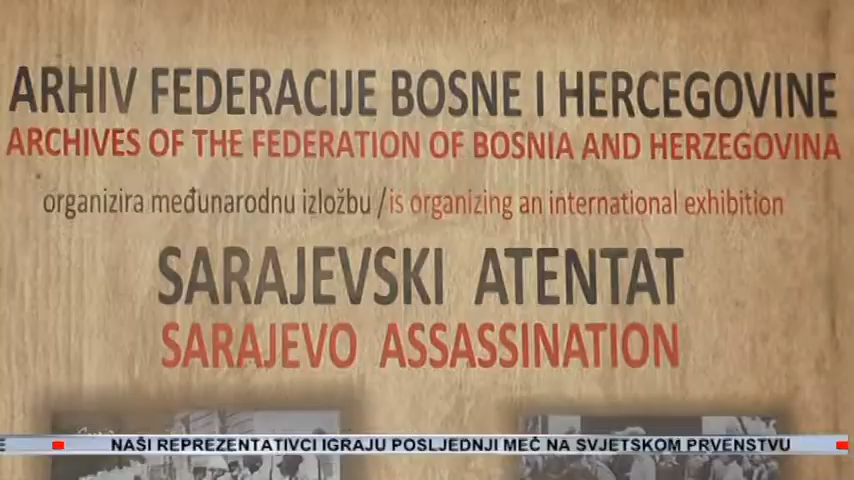 ARHIV FEDERACIJE BOSNE I HERCEGOVINE
ARCHIVES OF THE FEDERATION OF BOSNIA AND HERZEGOVINA
organizira međunarodnu izložbu / is organizing an international exhibition
SARAJEVSKI ATENTAT
SARAJEVO ASSASSINATION
NAŠI REPREZENTATIVCI IGRAJU POSLJEDNJI MEČ NA SVJETSKOM PRVENSTVU